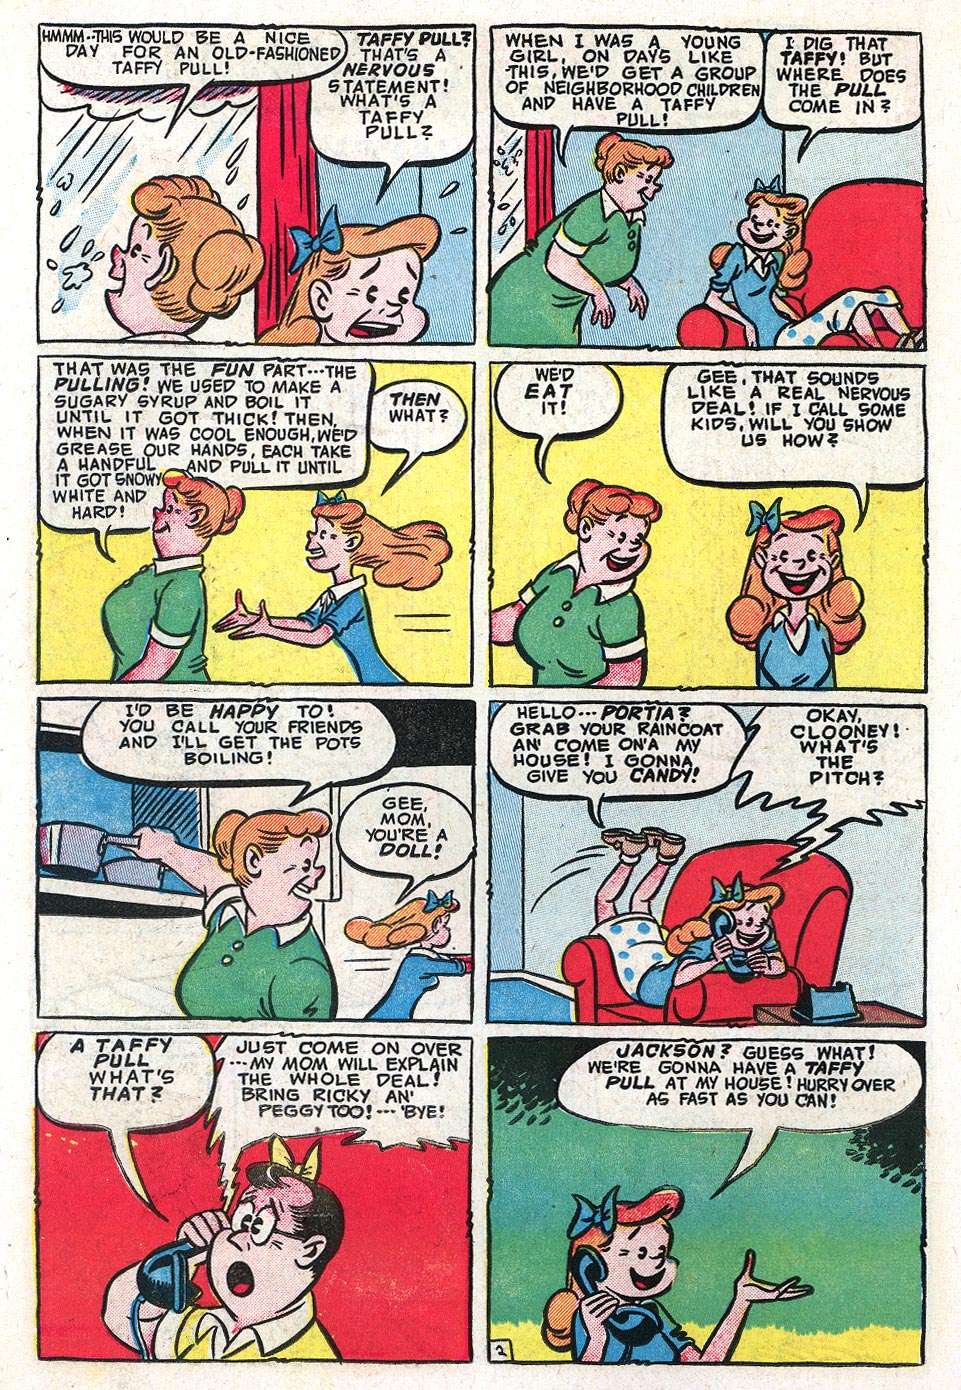 HMMM--THIS WOULD BE A NICE
DAY FOR AN OLD-FASHIONED
TAFFY PULL!
TAFFY PULL?
THAT'S A
NERVOUS
STATEMENT!
WHAT'S A
TAFFY
PULL?
WHEN I WAS A YOUNG
GIRL, ON DAYS LIKE
THIS, WE'D GET A GROUP
OF NEIGHBORHOOD CHILDREN
AND HAVE A TAFFY
PULL!
I DIG THAT
TAFFY! BUT
WHERE DOES
THE PULL
COME IN?
THAT WAS THE FUN PART---THE
PULLING! WE USED TO MAKE A
SUGARY SYRUP AND BOIL IT
UNTIL IT GOT THICK! THEN,
WHEN IT WAS COOL ENOUGH, WE'D
GREASE OUR HANDS, EACH TAKE
A HANDFUL AND PULL IT UNTIL
IT GOT SNOWY
WHITE AND
HARD!
THEN
WHAT?
WE'D
EAT
IT!
GEE, THAT SOUNDS
LIKE A REAL NERVOUS
DEAL! IF I CALL SOME
KIDS, WILL YOU SHOW
US HOW?
I'D BE HAPPY TO!
YOU CALL YOUR FRIENDS
AND I'LL GET THE POTS
BOILING!
GEE,
MOM,
YOU'RE A
DOLL!
HELLO---PORTIA?
GRAB YOUR RAINCOAT
AN' COME ON'A MY
HOUSE! I GONNA
GIVE YOU CANDY!
OKAY,
CLOONEY!
WHAT'S
THE
PITCH?
A TAFFY
PULL
WHAT'S
THAT?
JUST COME ON OVER
---MY MOM WILL EXPLAIN
THE WHOLE DEAL!
BRING RICKY AN'
PEGGY TOO!---'BYE!
JACKSON? GUESS WHAT!
WE'RE GONNA HAVE A TAFFY
PULL AT MY HOUSE! HURRY OVER
AS FAST AS YOU CAN!
2